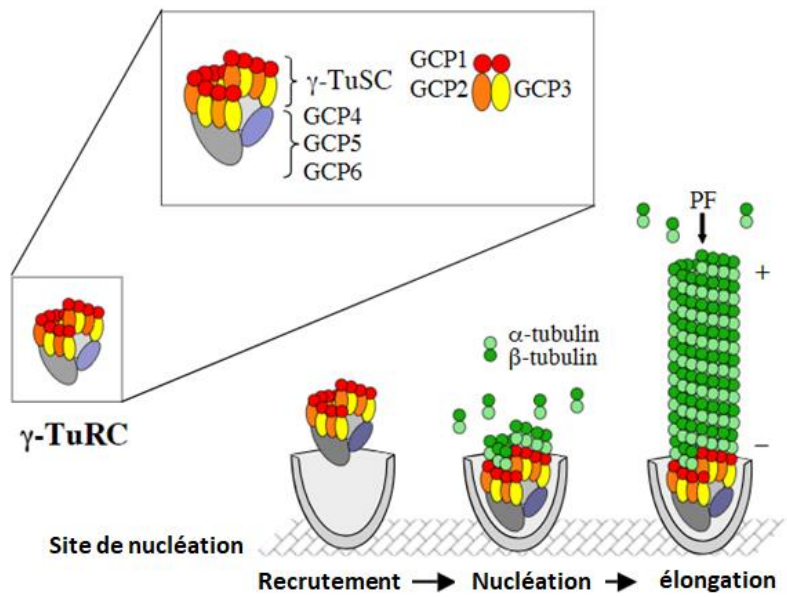 γ-TuSC
GCP4
GCP5
GCP6
GCP1
GCP2 GCP3
γ-TuRC
α-tubulin
β-tubulin
PF
+
−
Site de nucléation
Recrutement → Nucléation → élongation